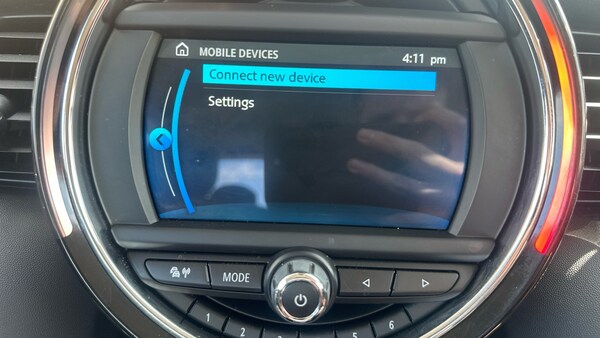 MOBILE DEVICES 4:11 pm
Connect new device
Settings
MODE
1 2 3 4 5 6